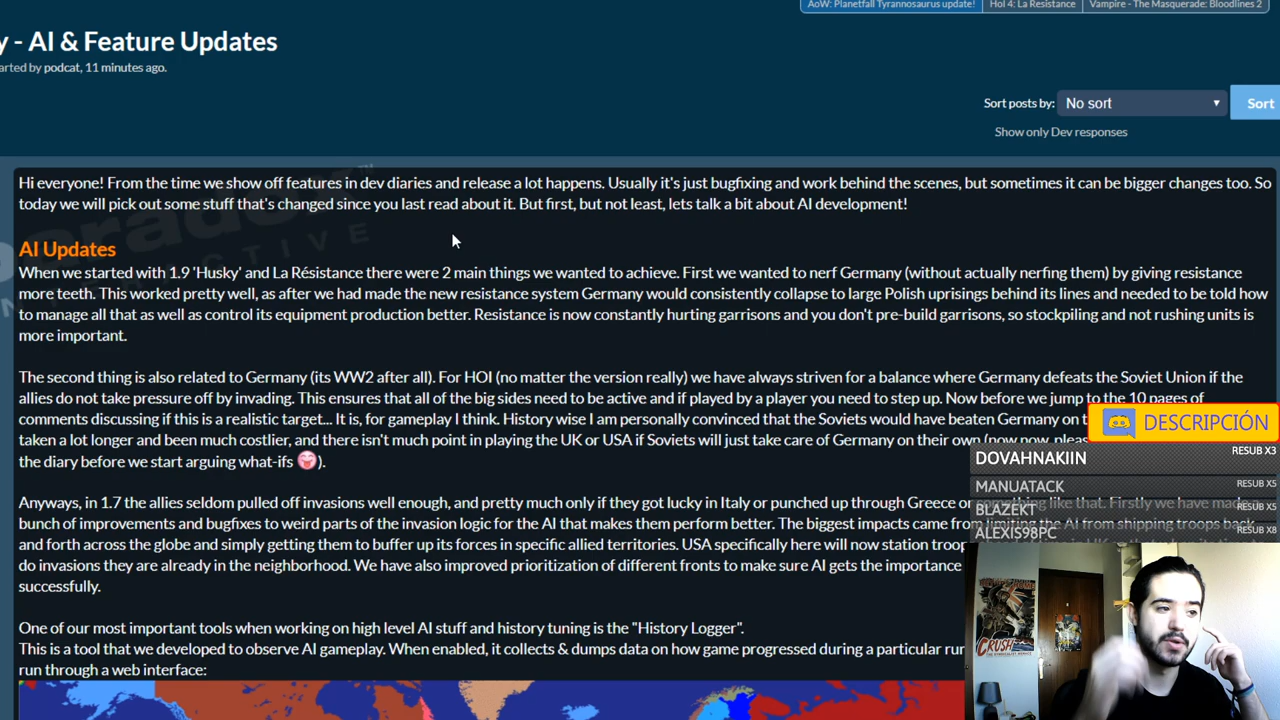 AoW: Planetfall Tyrannosaurus update!
HoI 4: La Resistance
Vampire - The Masquerade: Bloodlines 2
y - AI & Feature Updates
arted by podcat, 11 minutes ago.
Sort posts by:
No sort
Sort
Show only Dev responses
Hi everyone! From the time we show off features in dev diaries and release a lot happens. Usually it's just bugfixing and work behind the scenes, but sometimes it can be bigger changes too. So
today we will pick out some stuff that's changed since you last read about it. But first, but not least, lets talk a bit about AI development!
AI Updates
When we started with 1.9 'Husky' and La Résistance there were 2 main things we wanted to achieve. First we wanted to nerf Germany (without actually nerfing them) by giving resistance
more teeth. This worked pretty well, as after we had made the new resistance system Germany would consistently collapse to large Polish uprisings behind its lines and needed to be told how
to manage all that as well as control its equipment production better. Resistance is now constantly hurting garrisons and you don't pre-build garrisons, so stockpiling and not rushing units is
more important.
The second thing is also related to Germany (its WW2 after all). For HOI (no matter the version really) we have always striven for a balance where Germany defeats the Soviet Union if the
allies do not take pressure off by invading. This ensures that all of the big sides need to be active and if played by a player you need to step up. Now before we jump to the 10 pages of
comments discussing if this is a realistic target... It is, for gameplay I think. History wise I am personally convinced that the Soviets would have beaten Germany on t
taken a lot longer and been much costlier, and there isn't much point in playing the UK or USA if Soviets will just take care of Germany on their own (now now, pleas
the diary before we start arguing what-ifs ).
Anyways, in 1.7 the allies seldom pulled off invasions well enough, and pretty much only if they got lucky in Italy or punched up through Greece or something like that. Firstly we have made
bunch of improvements and bugfixes to weird parts of the invasion logic for the AI that makes them perform better. The biggest impacts came from limiting the AI from shipping troops back
and forth across the globe and simply getting them to buffer up its forces in specific allied territories. USA specifically here will now station troop
do invasions they are already in the neighborhood. We have also improved prioritization of different fronts to make sure AI gets the importance
successfully.
One of our most important tools when working on high level AI stuff and history tuning is the "History Logger".
This is a tool that we developed to observe AI gameplay. When enabled, it collects & dumps data on how game progressed during a particular run
run through a web interface:
DESCRIPCIÓN
DOVAHNAKIIN RESUB X3
MANUATACK RESUB X5
BLAZEKT RESUB X5
ALEXIS98PC RESUB X8
CRUSH